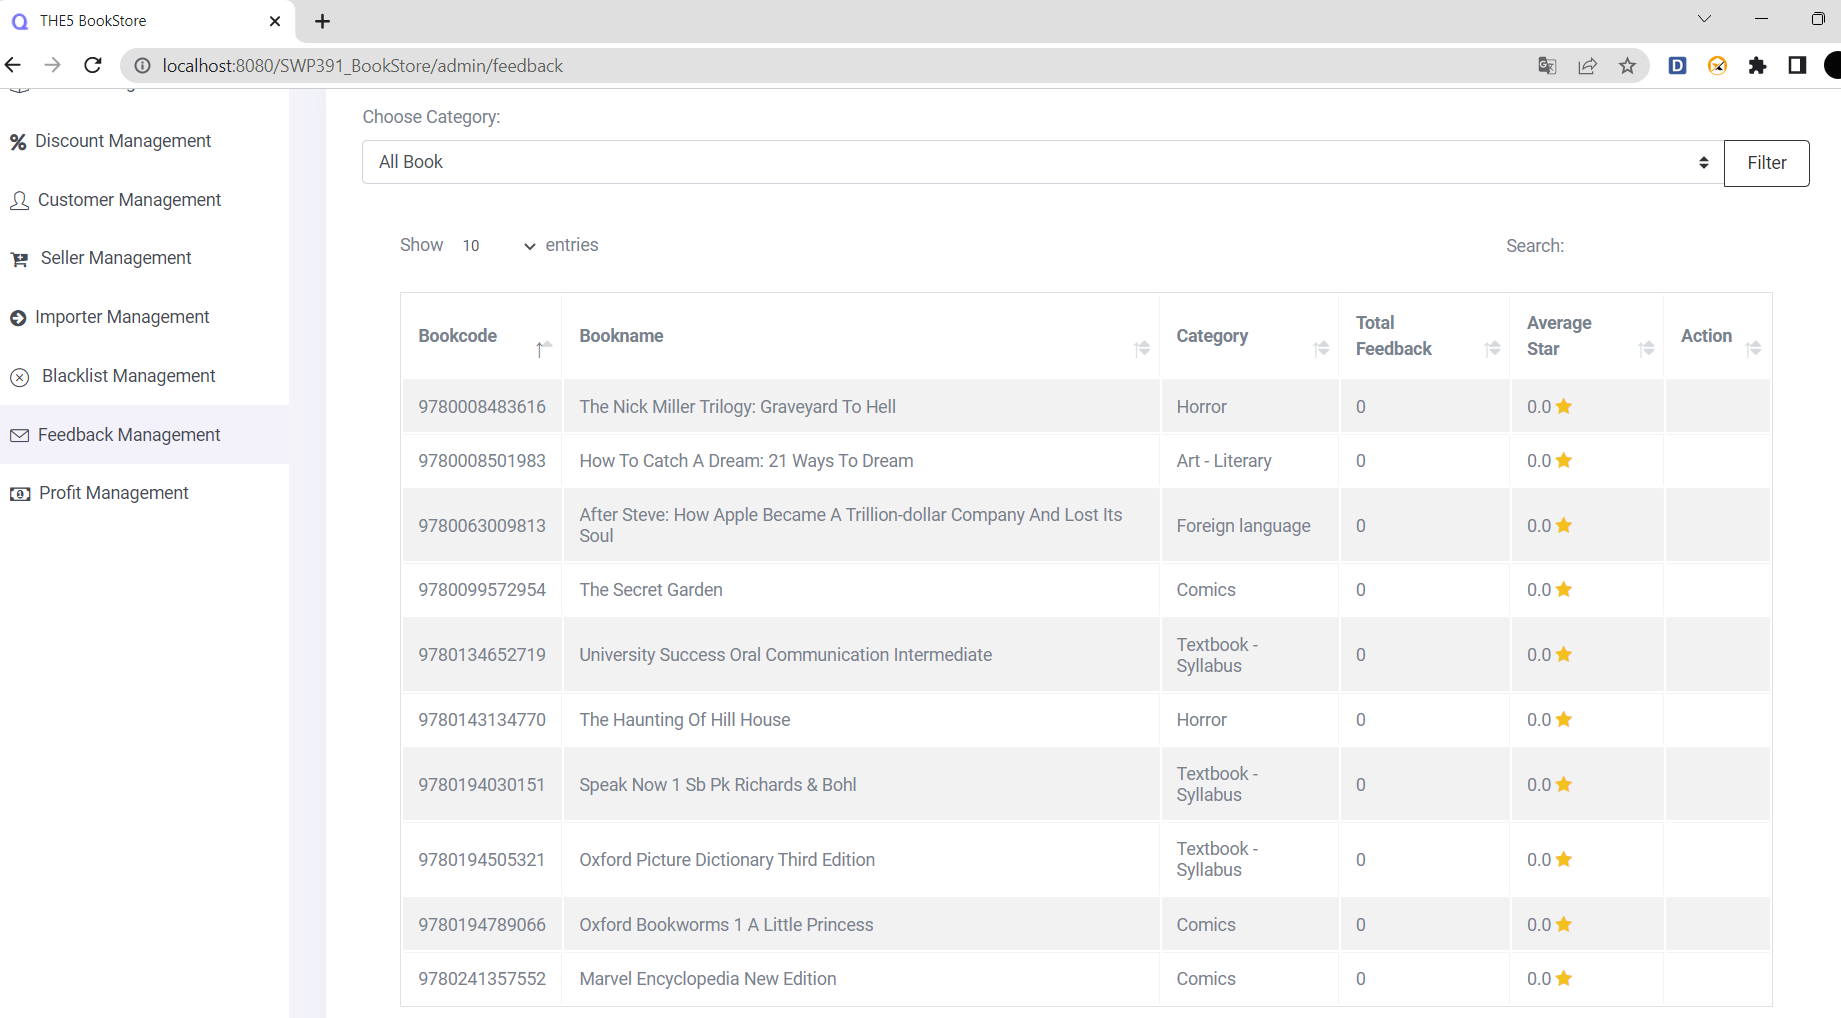 THE5 BookStore
localhost:8080/SWP391_BookStore/admin/feedback
Discount Management
Customer Management
Seller Management
Importer Management
Blacklist Management
Feedback Management
Profit Management
Choose Category:
All Book
Filter
Show 10 entries
Search:
Bookcode Bookname Category Total Feedback Average Star Action
9780008483616 The Nick Miller Trilogy: Graveyard To Hell Horror 0 0.0
9780008501983 How To Catch A Dream: 21 Ways To Dream Art - Literary 0 0.0
9780063009813 After Steve: How Apple Became A Trillion-dollar Company And Lost Its Soul Foreign language 0 0.0
9780099572954 The Secret Garden Comics 0 0.0
9780134652719 University Success Oral Communication Intermediate Textbook - Syllabus 0 0.0
9780143134770 The Haunting Of Hill House Horror 0 0.0
9780194030151 Speak Now 1 Sb Pk Richards & Bohl Textbook - Syllabus 0 0.0
9780194505321 Oxford Picture Dictionary Third Edition Textbook - Syllabus 0 0.0
9780194789066 Oxford Bookworms 1 A Little Princess Comics 0 0.0
9780241357552 Marvel Encyclopedia New Edition Comics 0 0.0